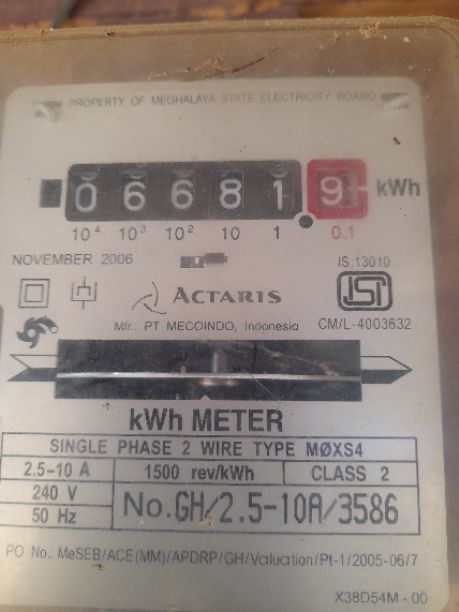 PROPERTY OF MEGHALAYA STATE ELECTRICITY BOARD
0 6 6 8 1 9 kWh
10⁴ 10³ 10² 10 1 0.1
NOVEMBER 2006
IS:13010
ACTARIS
ISI
Mfr.: PT MECOINDO, Indonesia CM/L-4003632
kWh METER
SINGLE PHASE 2 WIRE TYPE MØXS4
2.5-10 A 1500 rev/kWh CLASS 2
240 V
50 Hz
No.GH/2.5-10A/3586
PO No.: MeSEB/ACE(MM)/APDRP/GH/Valuation/Pt-1/2005-06/7
X38D54M - 00